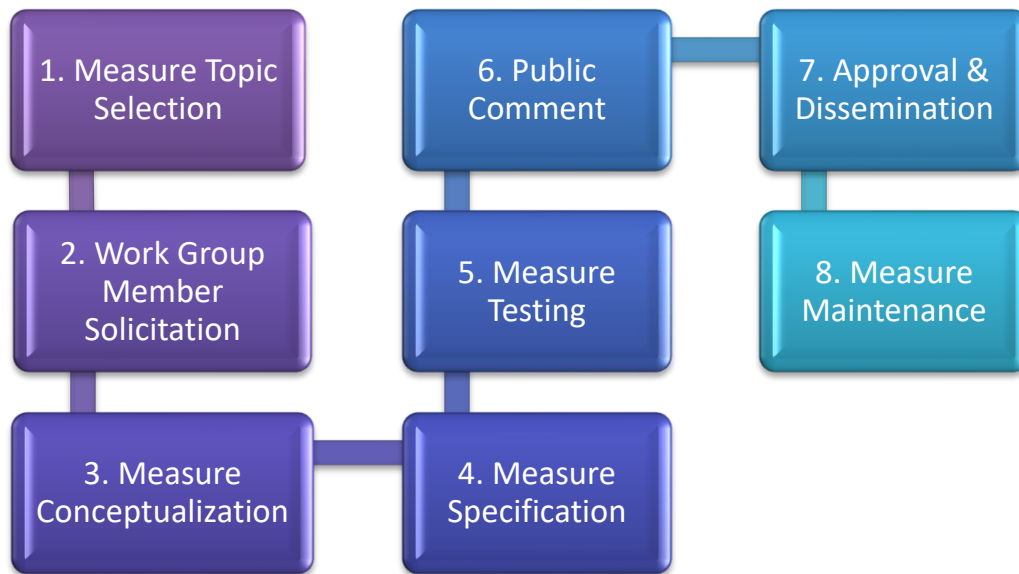 1. Measure Topic
Selection
2. Work Group
Member
Solicitation
3. Measure
Conceptualization
4. Measure
Specification
5. Measure
Testing
6. Public
Comment
7. Approval &
Dissemination
8. Measure
Maintenance